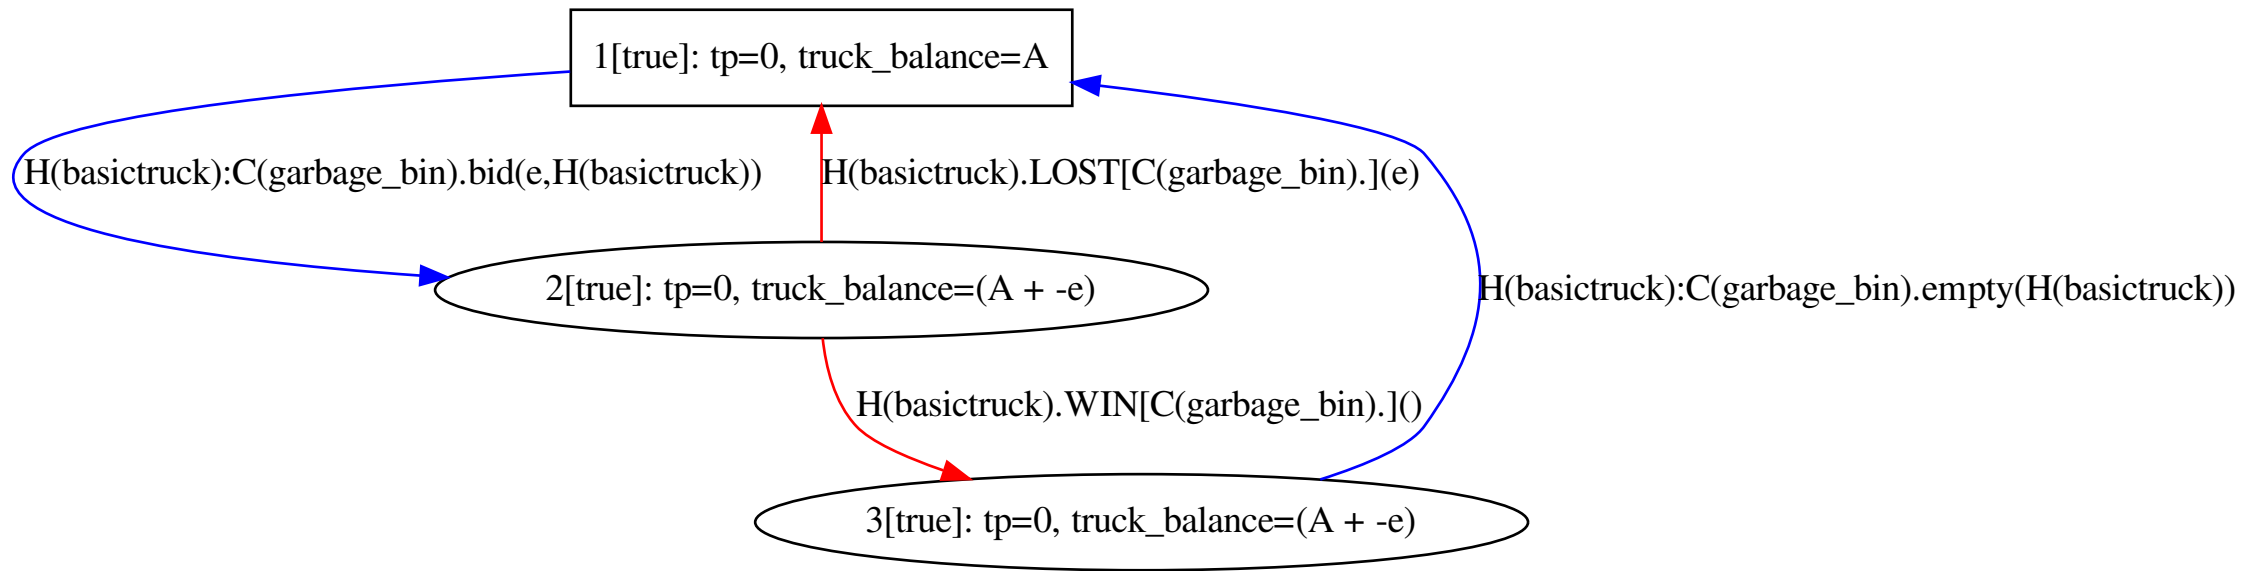 1[true]: tp=0, truck_balance=A
H(basictruck):C(garbage_bin).bid(e,H(basictruck))
H(basictruck).LOST[C(garbage_bin).](e)
2[true]: tp=0, truck_balance=(A + -e)
H(basictruck):C(garbage_bin).empty(H(basictruck))
H(basictruck).WIN[C(garbage_bin).]()
3[true]: tp=0, truck_balance=(A + -e)